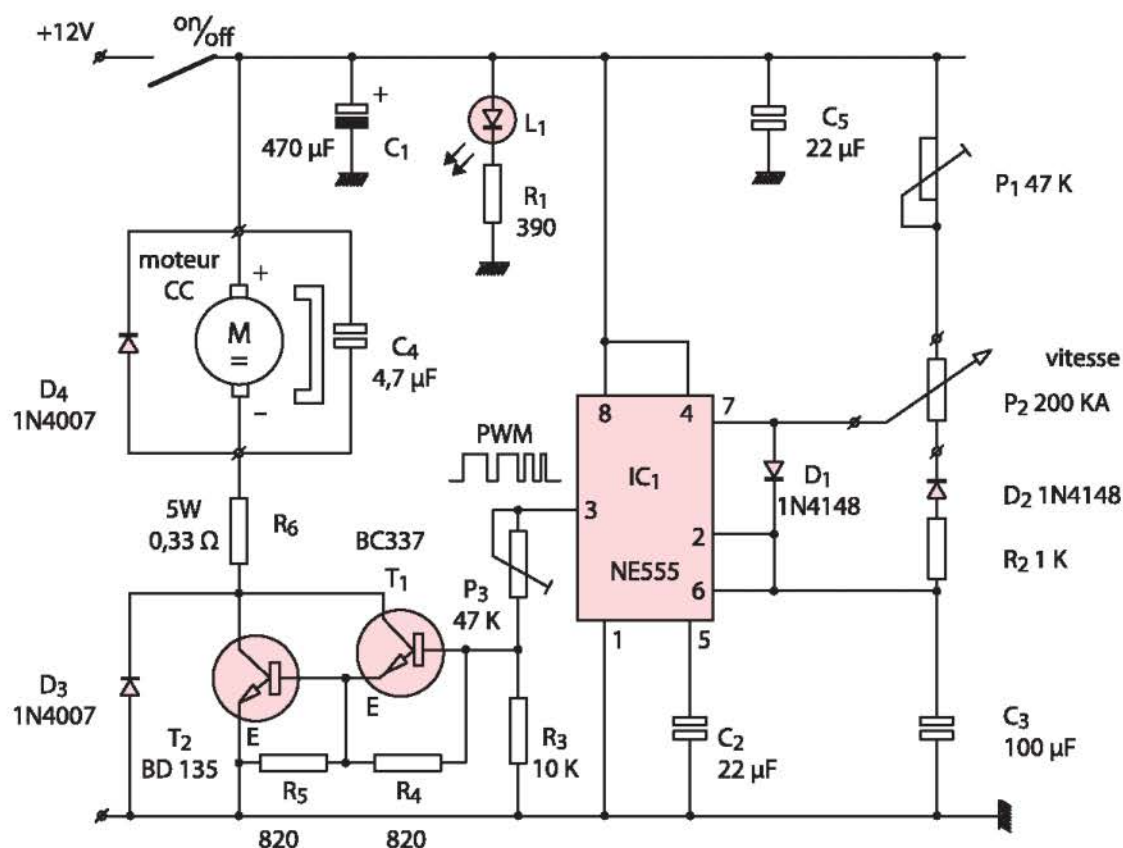 +12V
on/off
+
470 µF
C1
L1
R1
390
C5
22 µF
P1 47 K
moteur
CC
+
M
=
–
C4
4,7 µF
D4
1N4007
vitesse
P2 200 KA
8
4
7
IC1
NE555
3
2
6
1
5
PWM
D1
1N4148
D2 1N4148
R2 1 K
5W
0,33 Ω
R6
BC337
T1
P3
47 K
E
D3
1N4007
E
T2
BD 135
R5
820
R4
820
R3
10 K
C2
22 µF
C3
100 µF